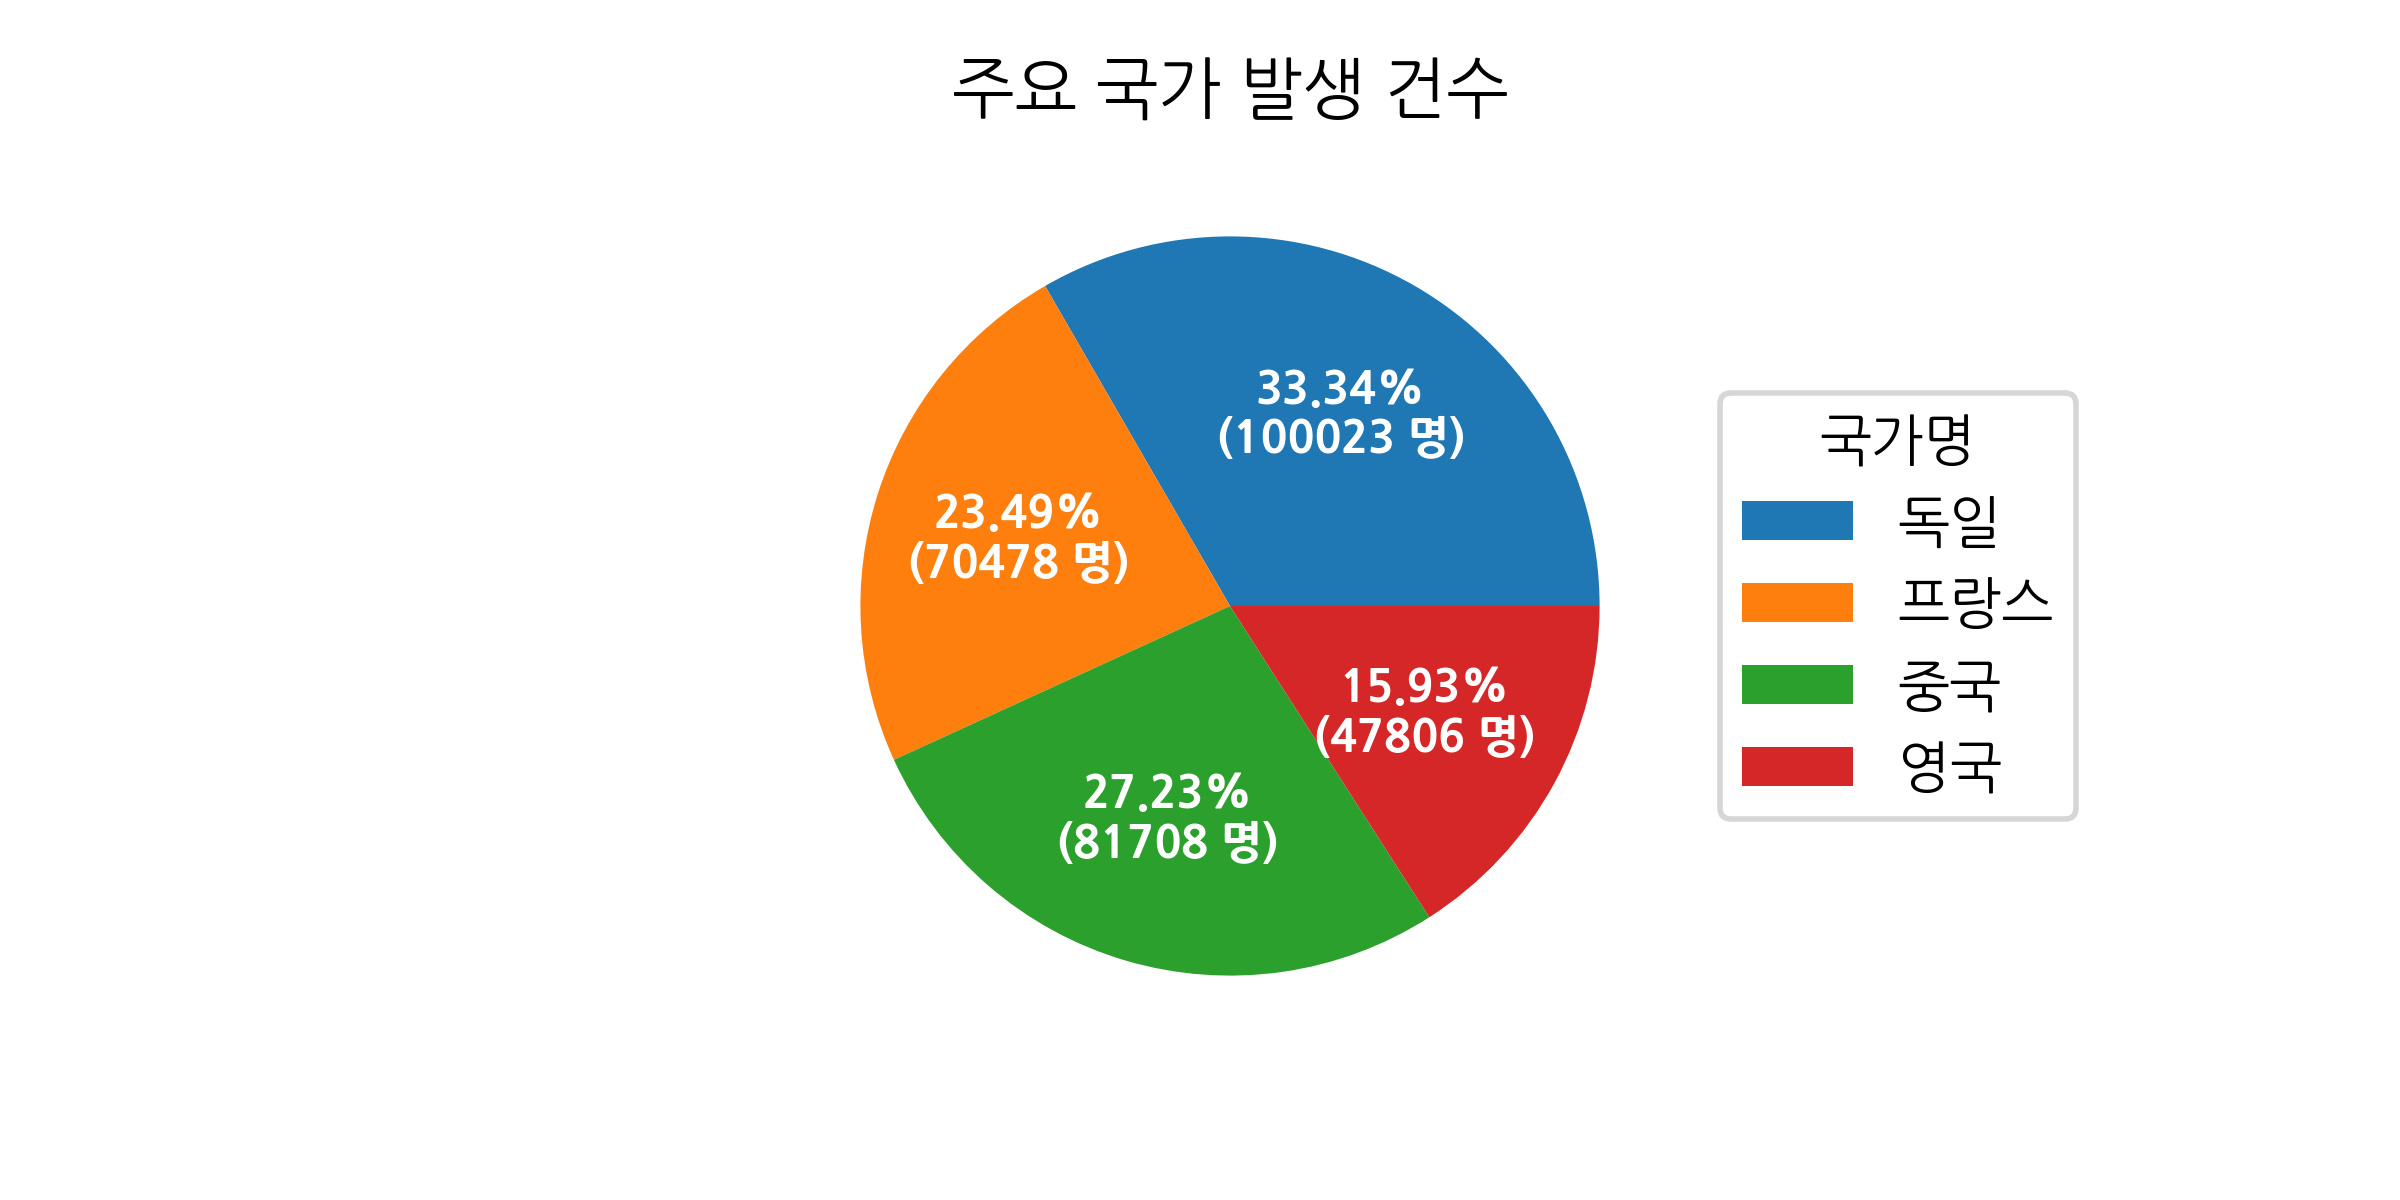 주요 국가 발생 건수
33.34%
(100023 명)
23.49%
(70478 명)
15.93%
(47806 명)
27.23%
(81708 명)
국가명
독일
프랑스
중국
영국